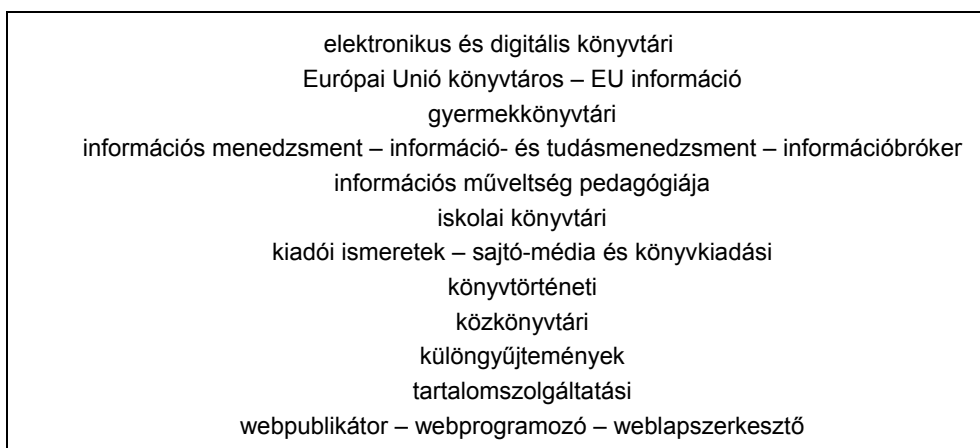 elektronikus és digitális könyvtári
Európai Unió könyvtáros – EU információ
gyermekkönyvtári
információs menedzsment – információ- és tudásmenedzsment – információbróker
információs műveltség pedagógiája
iskolai könyvtári
kiadói ismeretek – sajtó-média és könyvkiadási
könyvtörténeti
közkönyvtári
különgyűjtemények
tartalomszolgáltatási
webpublikátor – webprogramozó – weblapszerkesztő